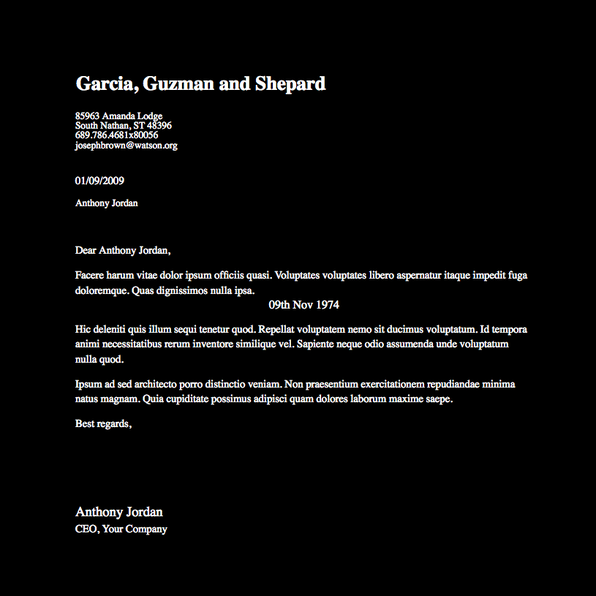 Garcia, Guzman and Shepard
85963 Amanda Lodge
South Nathan, ST 48396
689.786.4681x80056
josephbrown@watson.org
01/09/2009
Anthony Jordan
Dear Anthony Jordan,
Facere harum vitae dolor ipsum officiis quasi. Voluptates voluptates libero aspernatur itaque impedit fuga
doloremque. Quas dignissimos nulla ipsa.
09th Nov 1974
Hic deleniti quis illum sequi tenetur quod. Repellat voluptatem nemo sit ducimus voluptatum. Id tempora
animi necessitatibus rerum inventore similique vel. Sapiente neque odio assumenda unde voluptatum
nulla quod.
Ipsum ad sed architecto porro distinctio veniam. Non praesentium exercitationem repudiandae minima
natus magnam. Quia cupiditate possimus adipisci quam dolores laborum maxime saepe.
Best regards,
Anthony Jordan
CEO, Your Company